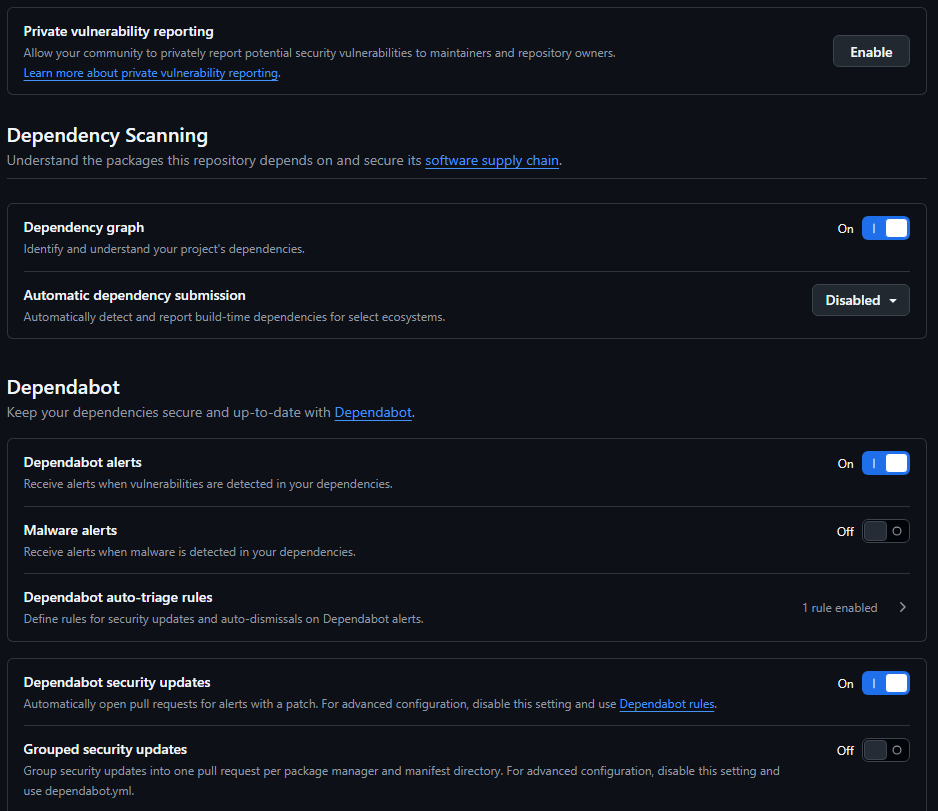 Private vulnerability reporting
Allow your community to privately report potential security vulnerabilities to maintainers and repository owners.
Learn more about private vulnerability reporting.
Enable
Dependency Scanning
Understand the packages this repository depends on and secure its software supply chain.
Dependency graph
On
Identify and understand your project's dependencies.
Automatic dependency submission
Disabled
Automatically detect and report build-time dependencies for select ecosystems.
Dependabot
Keep your dependencies secure and up-to-date with Dependabot.
Dependabot alerts
On
Receive alerts when vulnerabilities are detected in your dependencies.
Malware alerts
Off
Receive alerts when malware is detected in your dependencies.
Dependabot auto-triage rules
1 rule enabled
Define rules for security updates and auto-dismissals on Dependabot alerts.
Dependabot security updates
On
Automatically open pull requests for alerts with a patch. For advanced configuration, disable this setting and use Dependabot rules.
Grouped security updates
Off
Group security updates into one pull request per package manager and manifest directory. For advanced configuration, disable this setting and
use dependabot.yml.